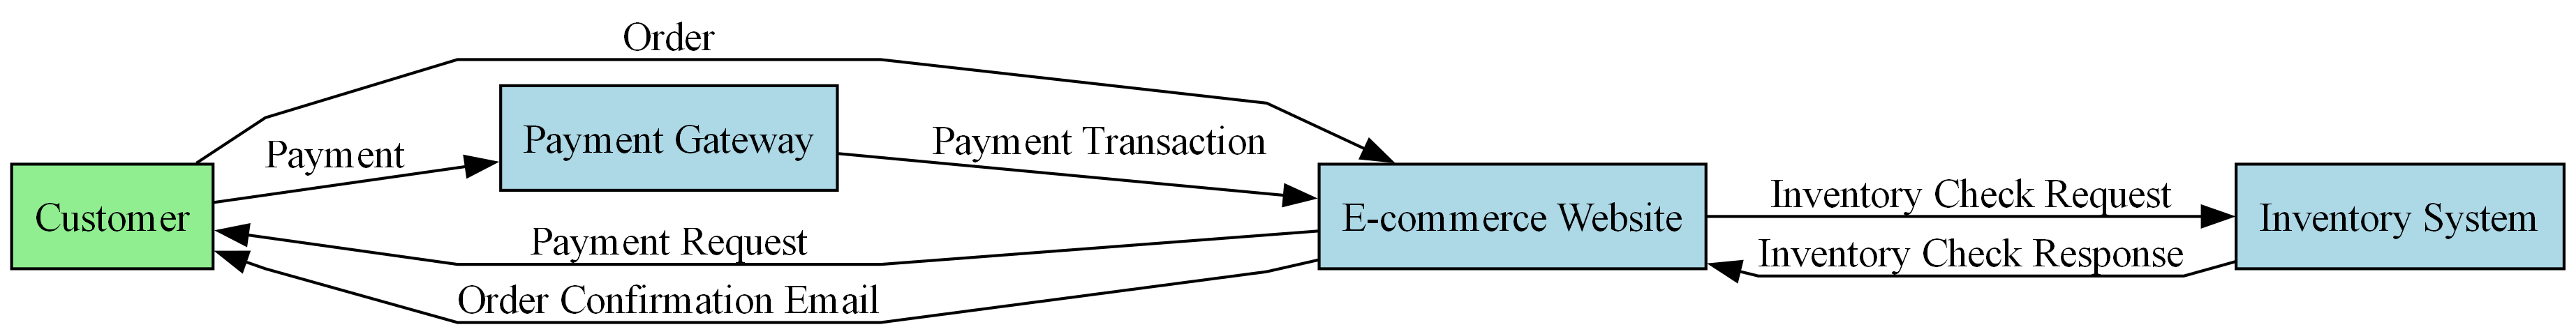 Order
Payment Gateway
Payment
Payment Transaction
Customer
E-commerce Website
Inventory Check Request
Inventory System
Payment Request
Inventory Check Response
Order Confirmation Email